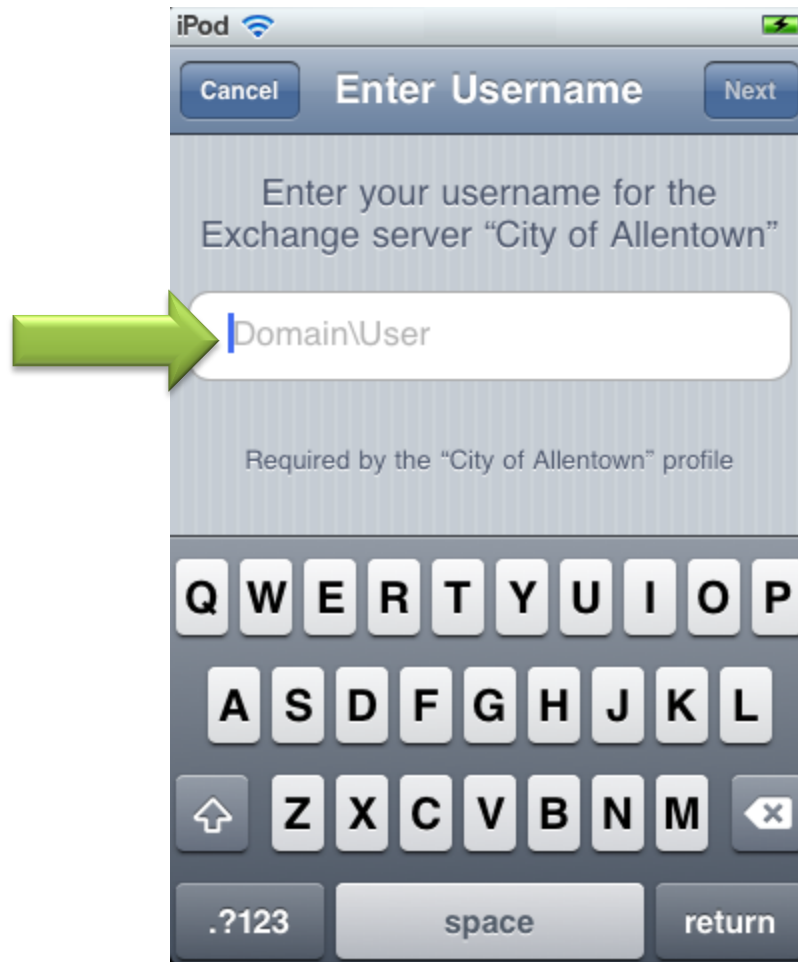 iPod
Cancel Enter Username Next
Enter your username for the
Exchange server “City of Allentown”
Domain\User
Required by the “City of Allentown” profile
Q W E R T Y U I O P
A S D F G H J K L
Z X C V B N M
.?123 space return